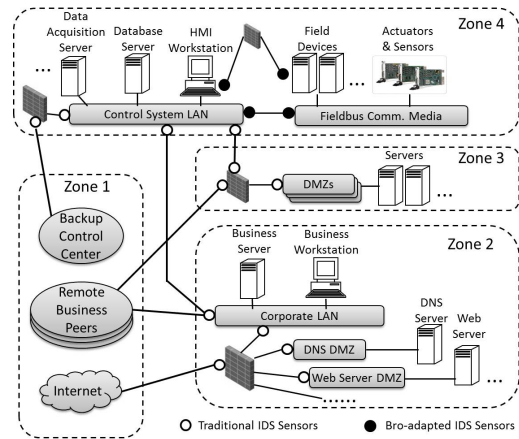 Zone 4
Data
Acquisition
Server
Database
Server
HMI
Workstation
Field
Devices
Actuators
& Sensors
...
...
Control System LAN
Fieldbus Comm. Media
Zone 1
Backup
Control
Center
Remote
Business
Peers
Internet
Zone 3
Servers
DMZs
...
Zone 2
Business
Server
Business
Workstation
Corporate LAN
DNS
Server
Web
Server
DNS DMZ
Web Server DMZ
...
......
Traditional IDS Sensors
Bro-adapted IDS Sensors